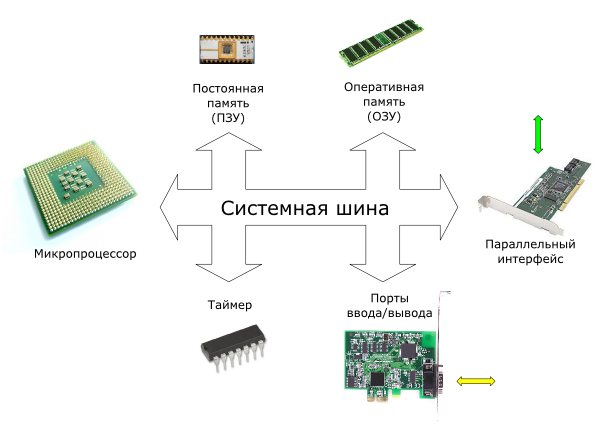 Постоянная
память
(ПЗУ)
Оперативная
память
(ОЗУ)
Системная шина
Микропроцессор
Параллельный
интерфейс
Таймер
Порты
ввода/вывода